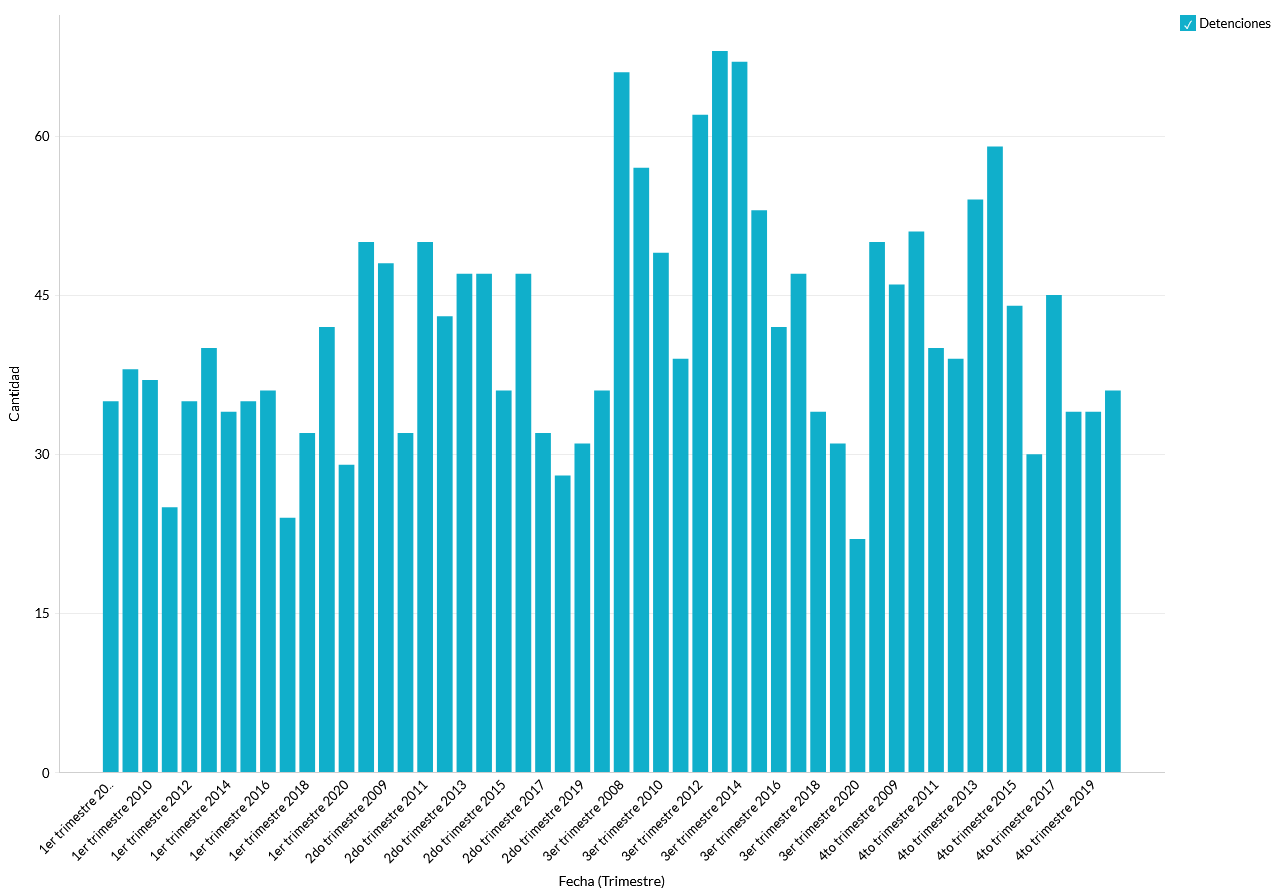 Detenciones
60
45
30
15
0
Cantidad
1er trimestre 20..
1er trimestre 2010
1er trimestre 2012
1er trimestre 2014
1er trimestre 2016
1er trimestre 2018
1er trimestre 2020
2do trimestre 2009
2do trimestre 2011
2do trimestre 2013
2do trimestre 2015
2do trimestre 2017
2do trimestre 2019
3er trimestre 2008
3er trimestre 2010
3er trimestre 2012
3er trimestre 2014
3er trimestre 2016
3er trimestre 2018
3er trimestre 2020
4to trimestre 2009
4to trimestre 2011
4to trimestre 2013
4to trimestre 2015
4to trimestre 2017
4to trimestre 2019
Fecha (Trimestre)